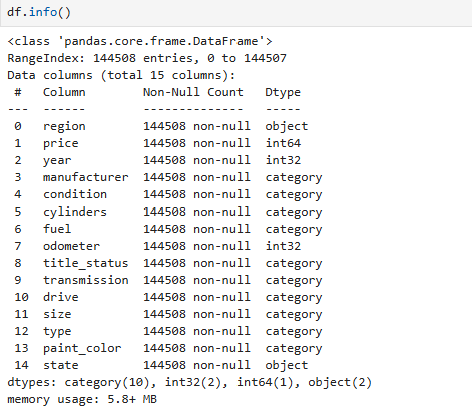 df.info()
<class 'pandas.core.frame.DataFrame'>
RangeIndex: 144508 entries, 0 to 144507
Data columns (total 15 columns):
 #   Column        Non-Null Count   Dtype
---  ------        --------------   -----
 0   region        144508 non-null  object
 1   price         144508 non-null  int64
 2   year          144508 non-null  int32
 3   manufacturer  144508 non-null  category
 4   condition     144508 non-null  category
 5   cylinders     144508 non-null  category
 6   fuel          144508 non-null  category
 7   odometer      144508 non-null  int32
 8   title_status  144508 non-null  category
 9   transmission  144508 non-null  category
 10  drive         144508 non-null  category
 11  size          144508 non-null  category
 12  type          144508 non-null  category
 13  paint_color   144508 non-null  category
 14  state         144508 non-null  object
dtypes: category(10), int32(2), int64(1), object(2)
memory usage: 5.8+ MB